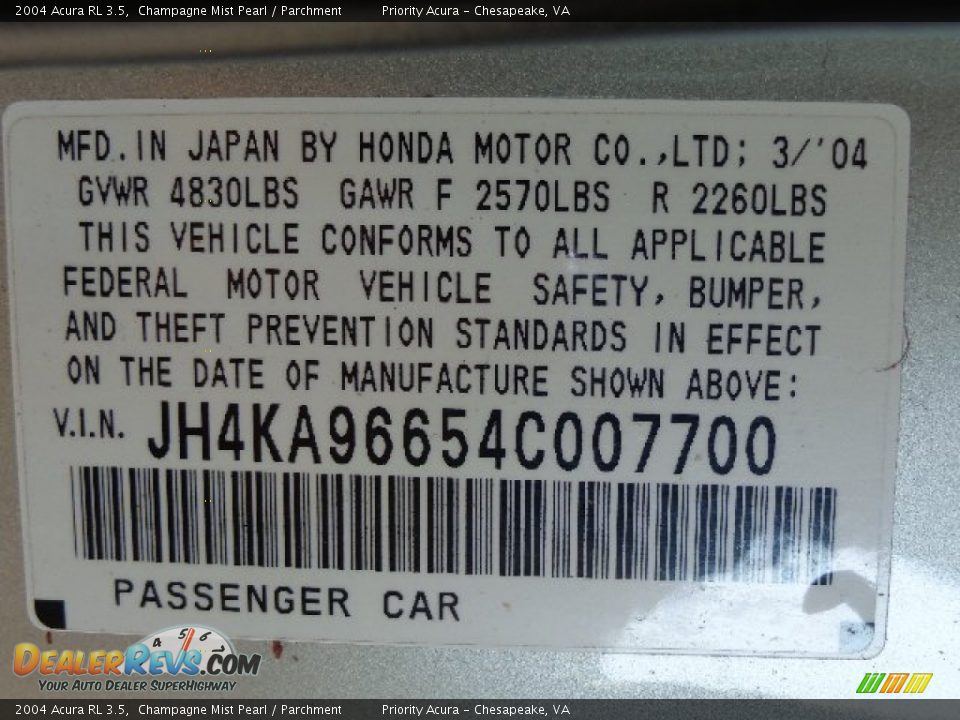 2004 Acura RL 3.5,  Champagne Mist Pearl / Parchment          Priority Acura - Chesapeake, VA
MFD. IN JAPAN BY HONDA MOTOR CO.,LTD; 3/'04
GVWR 4830LBS  GAWR F 2570LBS  R 2260LBS
THIS VEHICLE CONFORMS TO ALL APPLICABLE
FEDERAL MOTOR VEHICLE SAFETY, BUMPER,
AND THEFT PREVENTION STANDARDS IN EFFECT
ON THE DATE OF MANUFACTURE SHOWN ABOVE:
V.I.N. JH4KA96654C007700
PASSENGER CAR
4 5 6
DEALERREVS.COM
YOUR AUTO DEALER SUPERHIGHWAY
2004 Acura RL 3.5,  Champagne Mist Pearl / Parchment          Priority Acura - Chesapeake, VA